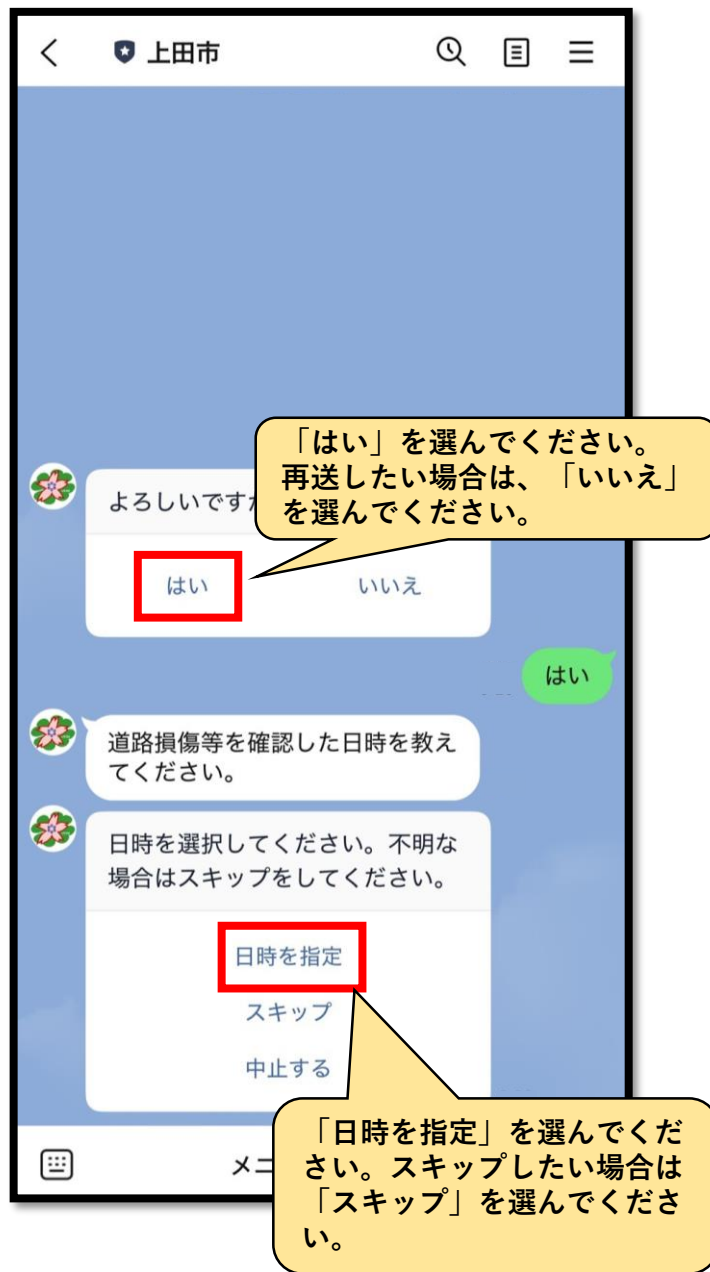 上田市
「はい」を選んでください。
再送したい場合は、「いいえ」
を選んでください。
よろしいです
はい
いいえ
はい
道路損傷等を確認した日時を教え
てください。
日時を選択してください。不明な
場合はスキップをしてください。
日時を指定
スキップ
中止する
「日時を指定」を選んでくだ
さい。スキップしたい場合は
「スキップ」を選んでくださ
い。
メニ